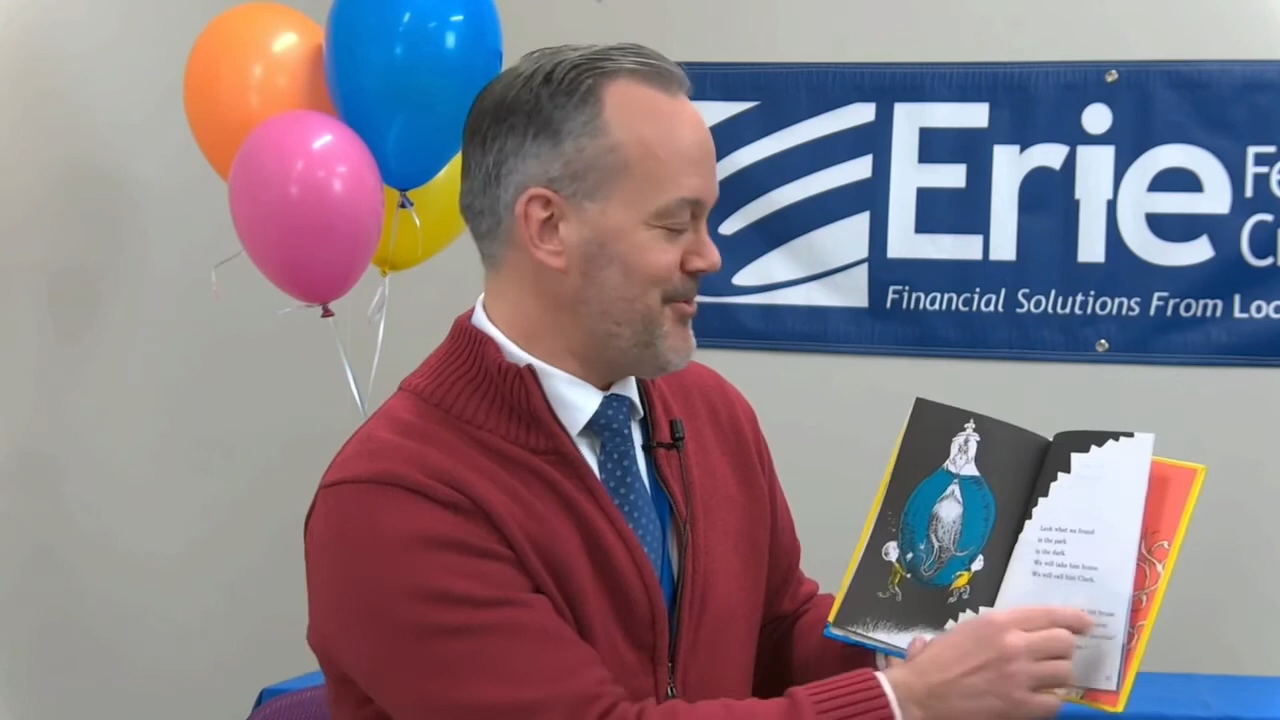 Erie
Fe
C
Financial Solutions From Loc
Look what we found
in the park
in the dark.
We will take him home.
We will call him Clark.